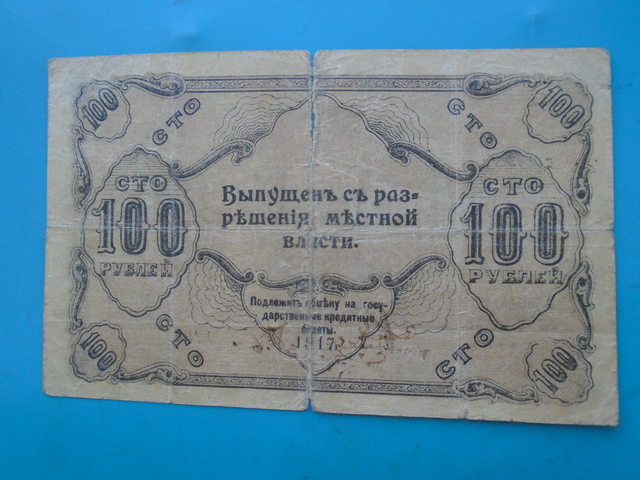 100
СТО
СТО
100
СТО
100
РУБЛЕЙ
Выпущенъ съ раз-
рѣшенія мѣстной
власти.
СТО
100
РУБЛЕЙ
Подлежитъ обмѣну на госу-
дарственные кредитные
билеты.
1917
100
СТО
СТО
100